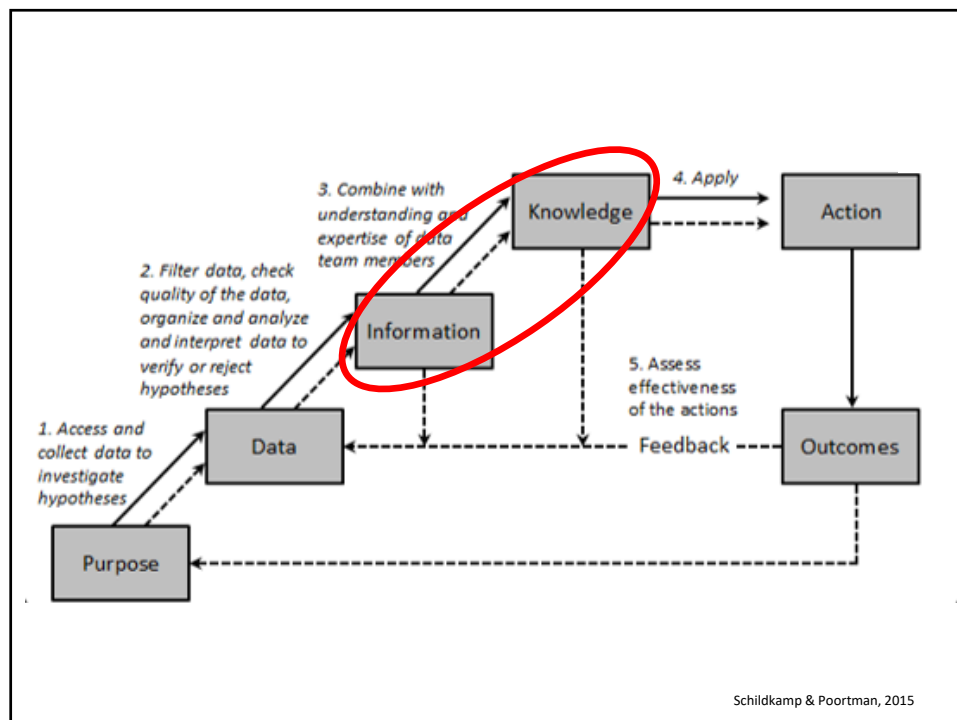 3. Combine with
understanding and
expertise of data
team members
Knowledge
4. Apply
Action
2. Filter data, check
quality of the data,
organize and analyze
and interpret data to
verify or reject
hypotheses
Information
5. Assess
effectiveness
of the actions
1. Access and
collect data to
investigate
hypotheses
Data
Feedback
Outcomes
Purpose
Schildkamp & Poortman, 2015